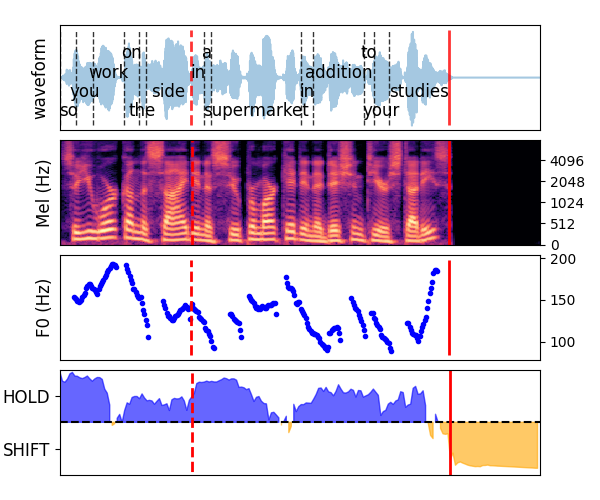 waveform
on a to
work in addition
you side in studies
so the supermarket your
Mel (Hz)
4096
2048
1024
512
0
F0 (Hz)
200
150
100
HOLD
SHIFT